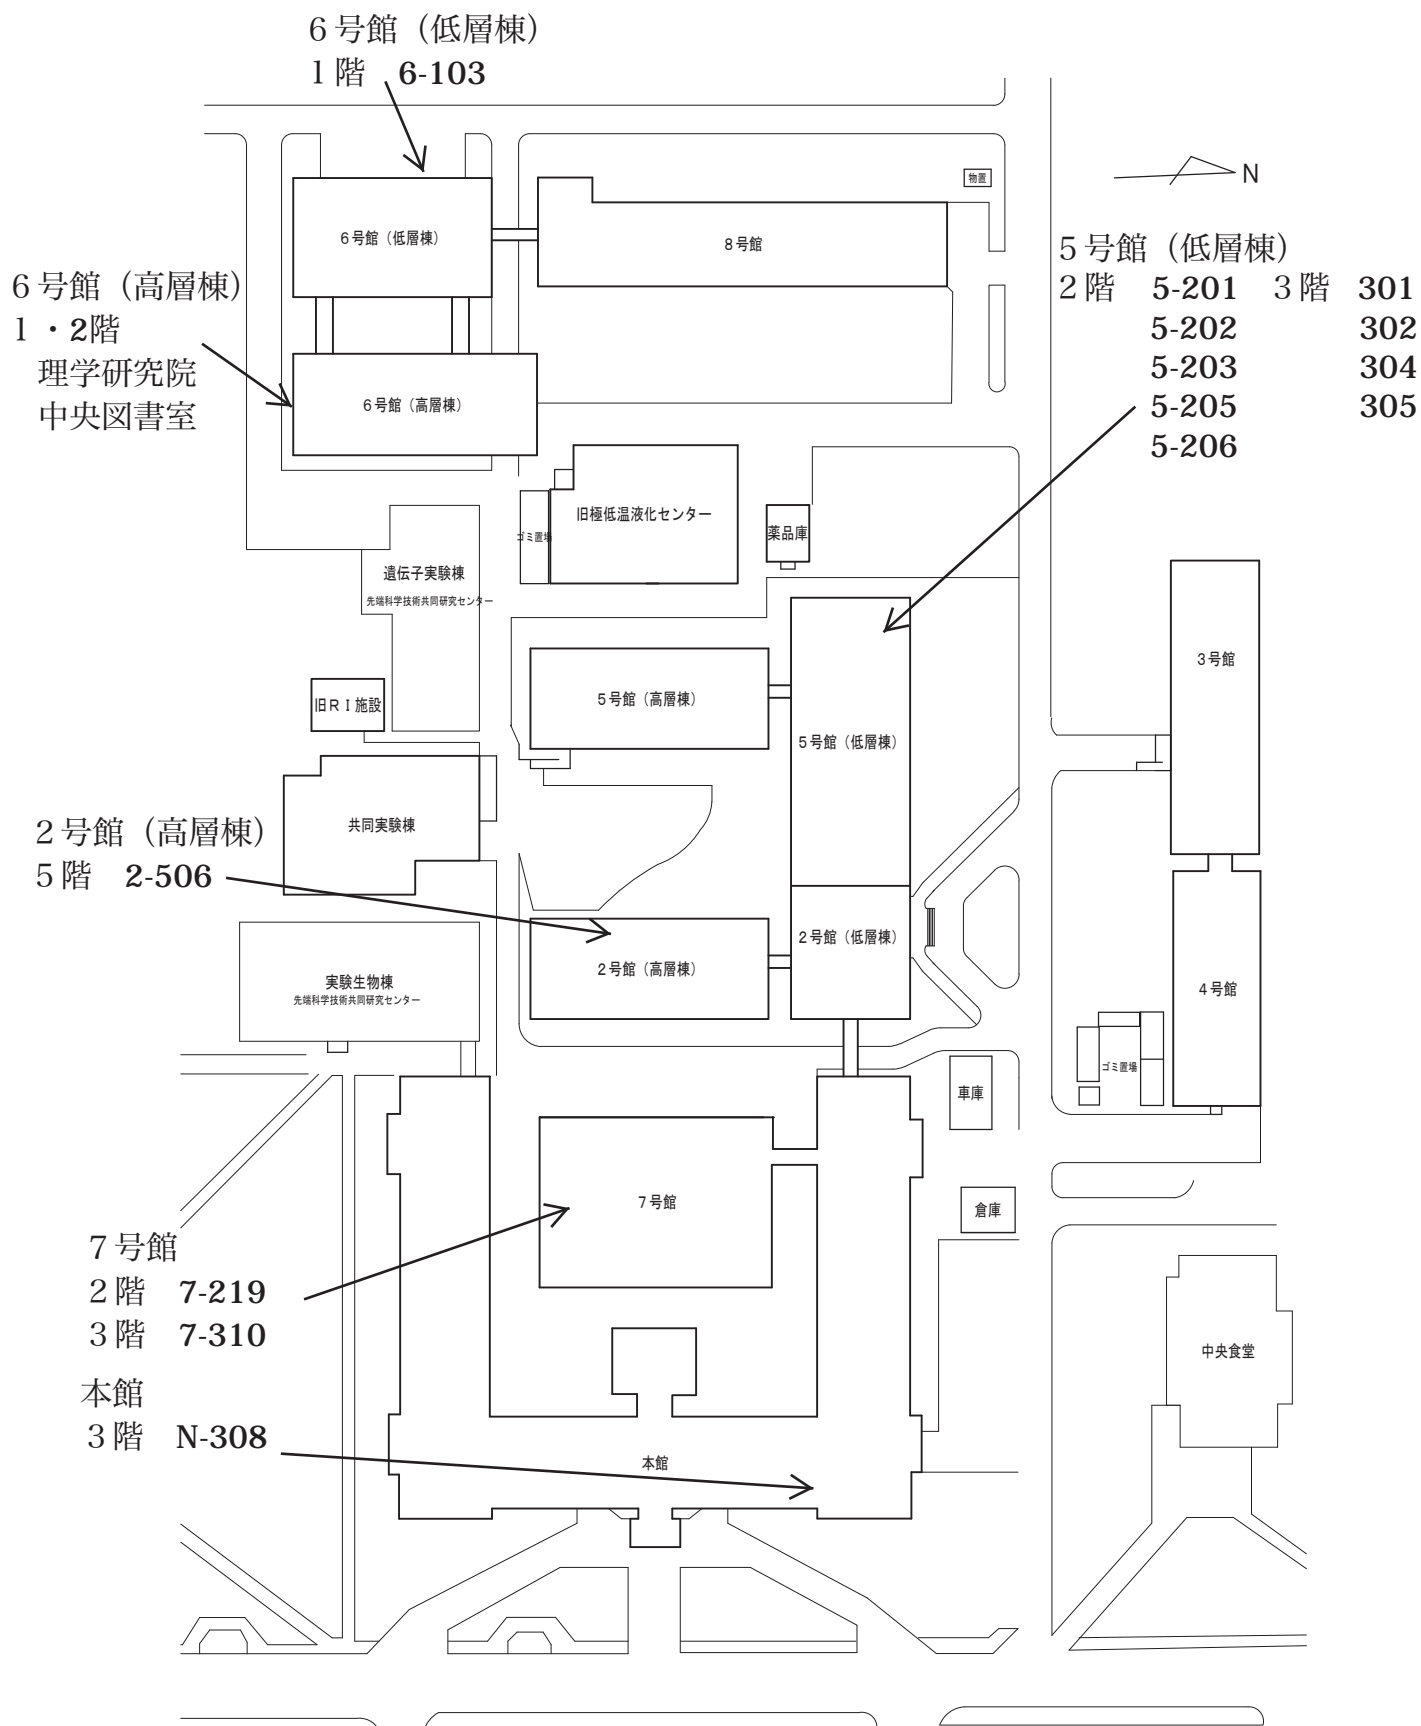 ６号館（低層棟）
１階　6-103
N
物置
６号館（低層棟）
８号館
５号館（低層棟）
２階　5-201　３階　301
5-202　302
5-203　304
5-205　305
5-206
６号館（高層棟）
１・2階
理学研究院
中央図書室
６号館（高層棟）
旧極低温液化センター
ゴミ置場
薬品庫
遺伝子実験棟
先端科学技術共同研究センター
３号館
旧ＲＩ施設
５号館（高層棟）
５号館（低層棟）
共同実験棟
２号館（高層棟）
５階　2-506
２号館（低層棟）
２号館（高層棟）
実験生物棟
先端科学技術共同研究センター
４号館
ゴミ置場
車庫
７号館
倉庫
７号館
２階　7-219
３階　7-310
中央食堂
本館
３階　N-308
本館